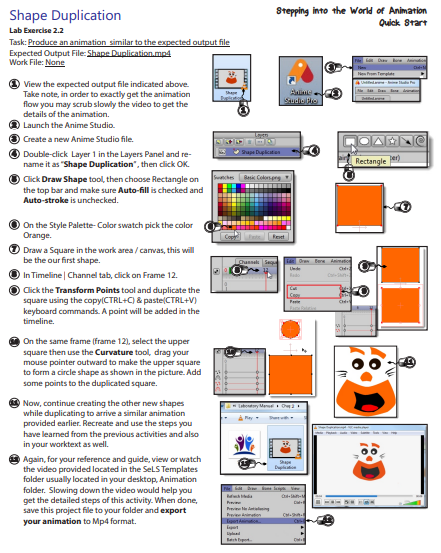 Shape Duplication
Stepping into the World of Animation
Quick Start
Lab Exercise 2.2
Task: Produce an animation similar to the expected output file
Expected Output File: Shape Duplication.mp4
Work File: None
1 View the expected output file indicated above.
Take note, in order to exactly get the animation
flow you may scrub slowly the video to get the
details of the animation.
2 Launch the Anime Studio.
3 Create a new Anime Studio file.
4 Double-click Layer 1 in the Layers Panel and re-
name it as "Shape Duplication", then click OK.
5 Click Draw Shape tool, then choose Rectangle on
the top bar and make sure Auto-fill is checked and
Auto-stroke is unchecked.
6 On the Style Palette- Color swatch pick the color
Orange.
7 Draw a Square in the work area / canvas, this will
be the our first shape.
8 In Timeline | Channel tab, click on Frame 12.
9 Click the Transform Points tool and duplicate the
square using the copy(CTRL+C) & paste(CTRL+V)
keyboard commands. A point will be added in the
timeline.
10 On the same frame (frame 12), select the upper
square then use the Curvature tool, drag your
mouse pointer outward to make the upper square
to form a circle shape as shown in the picture. Add
some points to the duplicated square.
11 Now, continue creating the other new shapes
while duplicating to arrive a similar animation
provided earlier. Recreate and use the steps you
have learned from the previous activities and also
in your worktext as well.
12 Again, for your reference and guide, view or watch
the video provided located in the SeLS Templates
folder usually located in your desktop, Animation
folder. Slowing down the video would help you
get the detailed steps of this activity. When done,
save this project file to your folder and export
your animation to Mp4 format.
Shape
Duplication
Anime
Studio Pro
File Edit Draw Bone Animation
New
New From Template
Layers
Shape Duplication
Rectangle
Swatches Basic Colors.png
Copy Paste Reset
Channels
Edit Draw Bone Animation
Undo
Redo
Cut
Copy
Paste
Laboratory Manual
Play with
Share with
Shape
Duplication
File Edit Draw Bone Scripts View
Refresh Media
Preview
Preview No Antialiasing
Preview Animation
Export Animation...
Export
Upload
Batch Export...